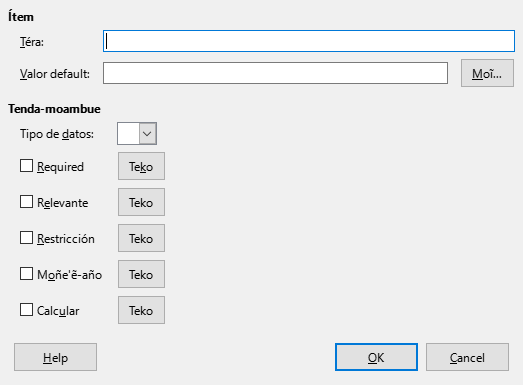 Ítem
Téra:
Valor default:
Moĩ...
Tenda-moambue
Tipo de datos:
Required
Teko
Relevante
Teko
Restricción
Teko
Moñe'ẽ-año
Teko
Calcular
Teko
Help
OK
Cancel